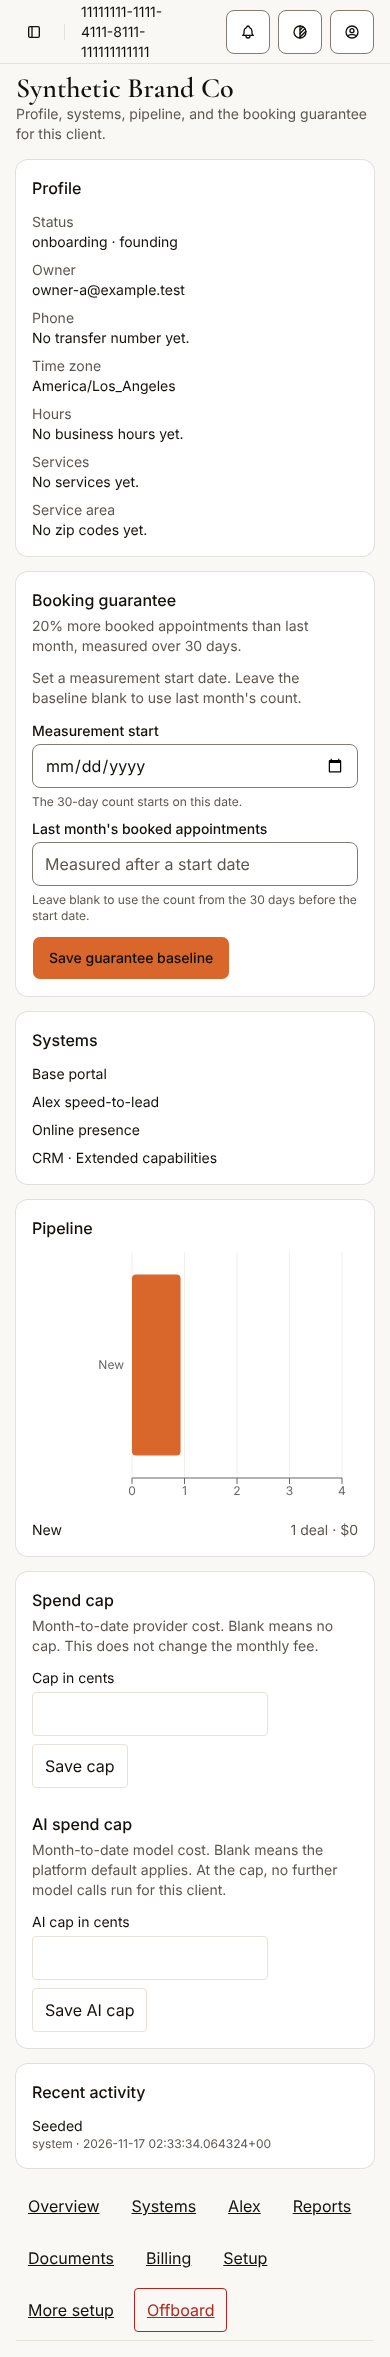 11111111-1111-
4111-8111-
111111111111
Synthetic Brand Co
Profile, systems, pipeline, and the booking guarantee
for this client.
Profile
Status
onboarding · founding
Owner
owner-a@example.test
Phone
No transfer number yet.
Time zone
America/Los_Angeles
Hours
No business hours yet.
Services
No services yet.
Service area
No zip codes yet.
Booking guarantee
20% more booked appointments than last
month, measured over 30 days.
Set a measurement start date. Leave the
baseline blank to use last month's count.
Measurement start
mm/dd/yyyy
The 30-day count starts on this date.
Last month's booked appointments
Measured after a start date
Leave blank to use the count from the 30 days before the
start date.
Save guarantee baseline
Systems
Base portal
Alex speed-to-lead
Online presence
CRM · Extended capabilities
Pipeline
New
0 1 2 3 4
New 1 deal · $0
Spend cap
Month-to-date provider cost. Blank means no
cap. This does not change the monthly fee.
Cap in cents
Save cap
AI spend cap
Month-to-date model cost. Blank means the
platform default applies. At the cap, no further
model calls run for this client.
AI cap in cents
Save AI cap
Recent activity
Seeded
system · 2026-11-17 02:33:34.064324+00
Overview Systems Alex Reports
Documents Billing Setup
More setup Offboard